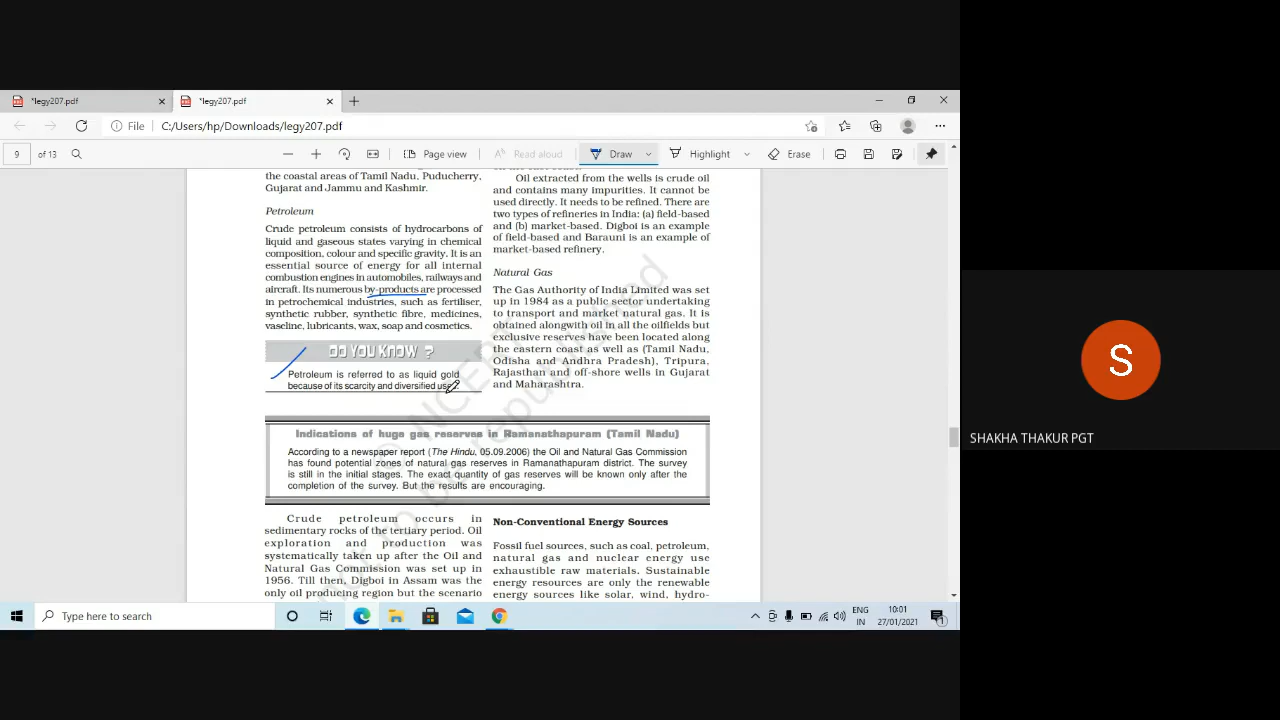 *legy207.pdf
*legy207.pdf
File
C:/Users/hp/Downloads/legy207.pdf
9 of 13
Page view
Read aloud
Draw
Highlight
Erase
the coastal areas of Tamil Nadu, Puducherry,
Gujarat and Jammu and Kashmir.
Petroleum
Crude petroleum consists of hydrocarbons of
liquid and gaseous states varying in chemical
composition, colour and specific gravity. It is an
essential source of energy for all internal
combustion engines in automobiles, railways and
aircraft. Its numerous by-products are processed
in petrochemical industries, such as fertiliser,
synthetic rubber, synthetic fibre, medicines,
vaseline, lubricants, wax, soap and cosmetics.
DO YOU KNOW ?
Petroleum is referred to as liquid gold
because of its scarcity and diversified uses.
Oil extracted from the wells is crude oil
and contains many impurities. It cannot be
used directly. It needs to be refined. There are
two types of refineries in India: (a) field-based
and (b) market-based. Digboi is an example
of field-based and Barauni is an example of
market-based refinery.
Natural Gas
The Gas Authority of India Limited was set
up in 1984 as a public sector undertaking
to transport and market natural gas. It is
obtained alongwith oil in all the oilfields but
exclusive reserves have been located along
the eastern coast as well as (Tamil Nadu,
Odisha and Andhra Pradesh), Tripura,
Rajasthan and off-shore wells in Gujarat
and Maharashtra.
Indications of huge gas reserves in Ramanathapuram (Tamil Nadu)
According to a newspaper report (The Hindu, 05.09.2006) the Oil and Natural Gas Commission
has found potential zones of natural gas reserves in Ramanathapuram district. The survey
is still in the initial stages. The exact quantity of gas reserves will be known only after the
completion of the survey. But the results are encouraging.
Crude petroleum occurs in
sedimentary rocks of the tertiary period. Oil
exploration and production was
systematically taken up after the Oil and
Natural Gas Commission was set up in
1956. Till then, Digboi in Assam was the
only oil producing region but the scenario
Non-Conventional Energy Sources
Fossil fuel sources, such as coal, petroleum,
natural gas and nuclear energy use
exhaustible raw materials. Sustainable
energy resources are only the renewable
energy sources like solar, wind, hydro-
Type here to search
ENG
IN
10:01
27/01/2021
S
SHAKHA THAKUR PGT